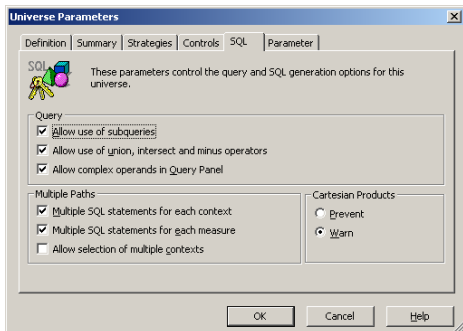 Universe Parameters
Definition Summary Strategies Controls SQL Parameter
SQL
These parameters control the query and SQL generation options for this
universe.
Query
Allow use of subqueries
Allow use of union, intersect and minus operators
Allow complex operands in Query Panel
Multiple Paths
Multiple SQL statements for each context
Multiple SQL statements for each measure
Allow selection of multiple contexts
Cartesian Products
Prevent
Warn
OK Cancel Help